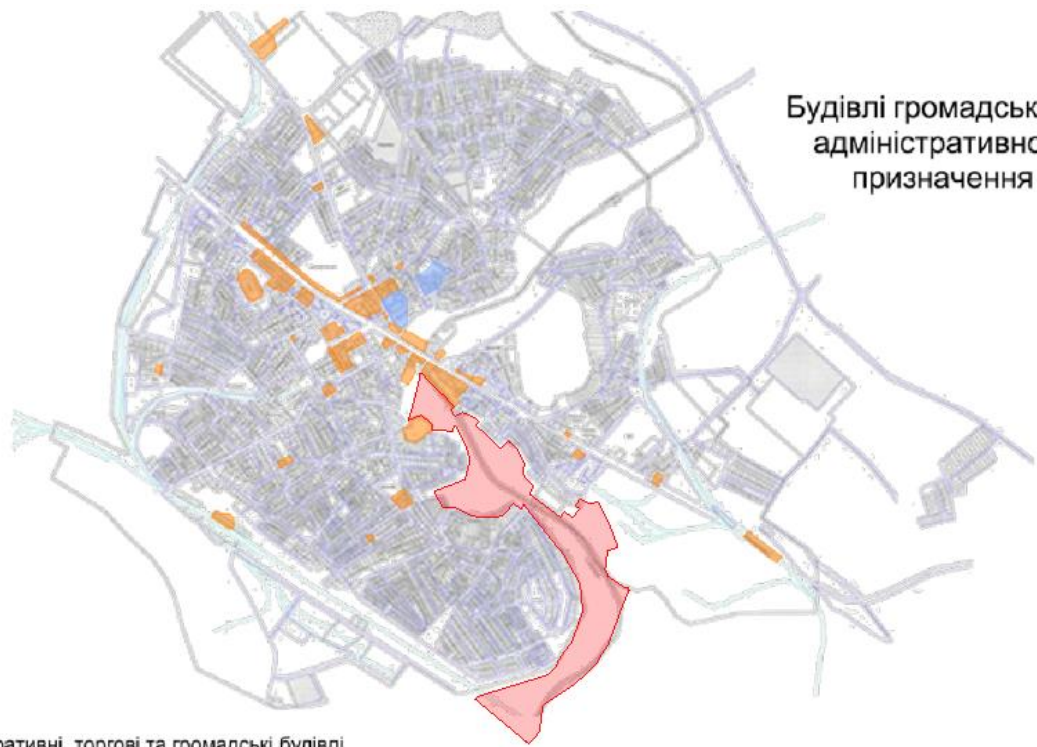 Будівлі громадськ
адміністративно
призначення
ративні, торгові та громадські будівлі